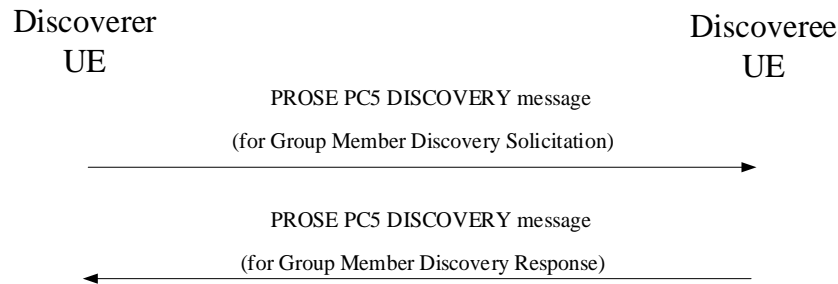 Discoverer
UE
Discoveree
UE
PROSE PC5 DISCOVERY message
(for Group Member Discovery Solicitation)
PROSE PC5 DISCOVERY message
(for Group Member Discovery Response)